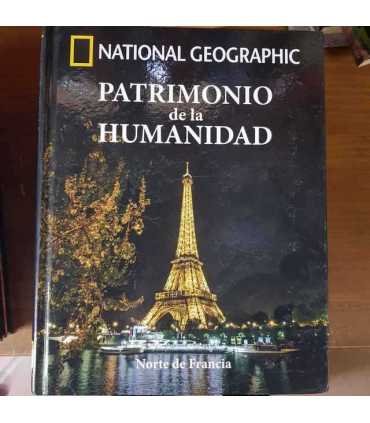 NATIONAL GEOGRAPHIC
PATRIMONIO
de la
HUMANIDAD
Norte de Francia